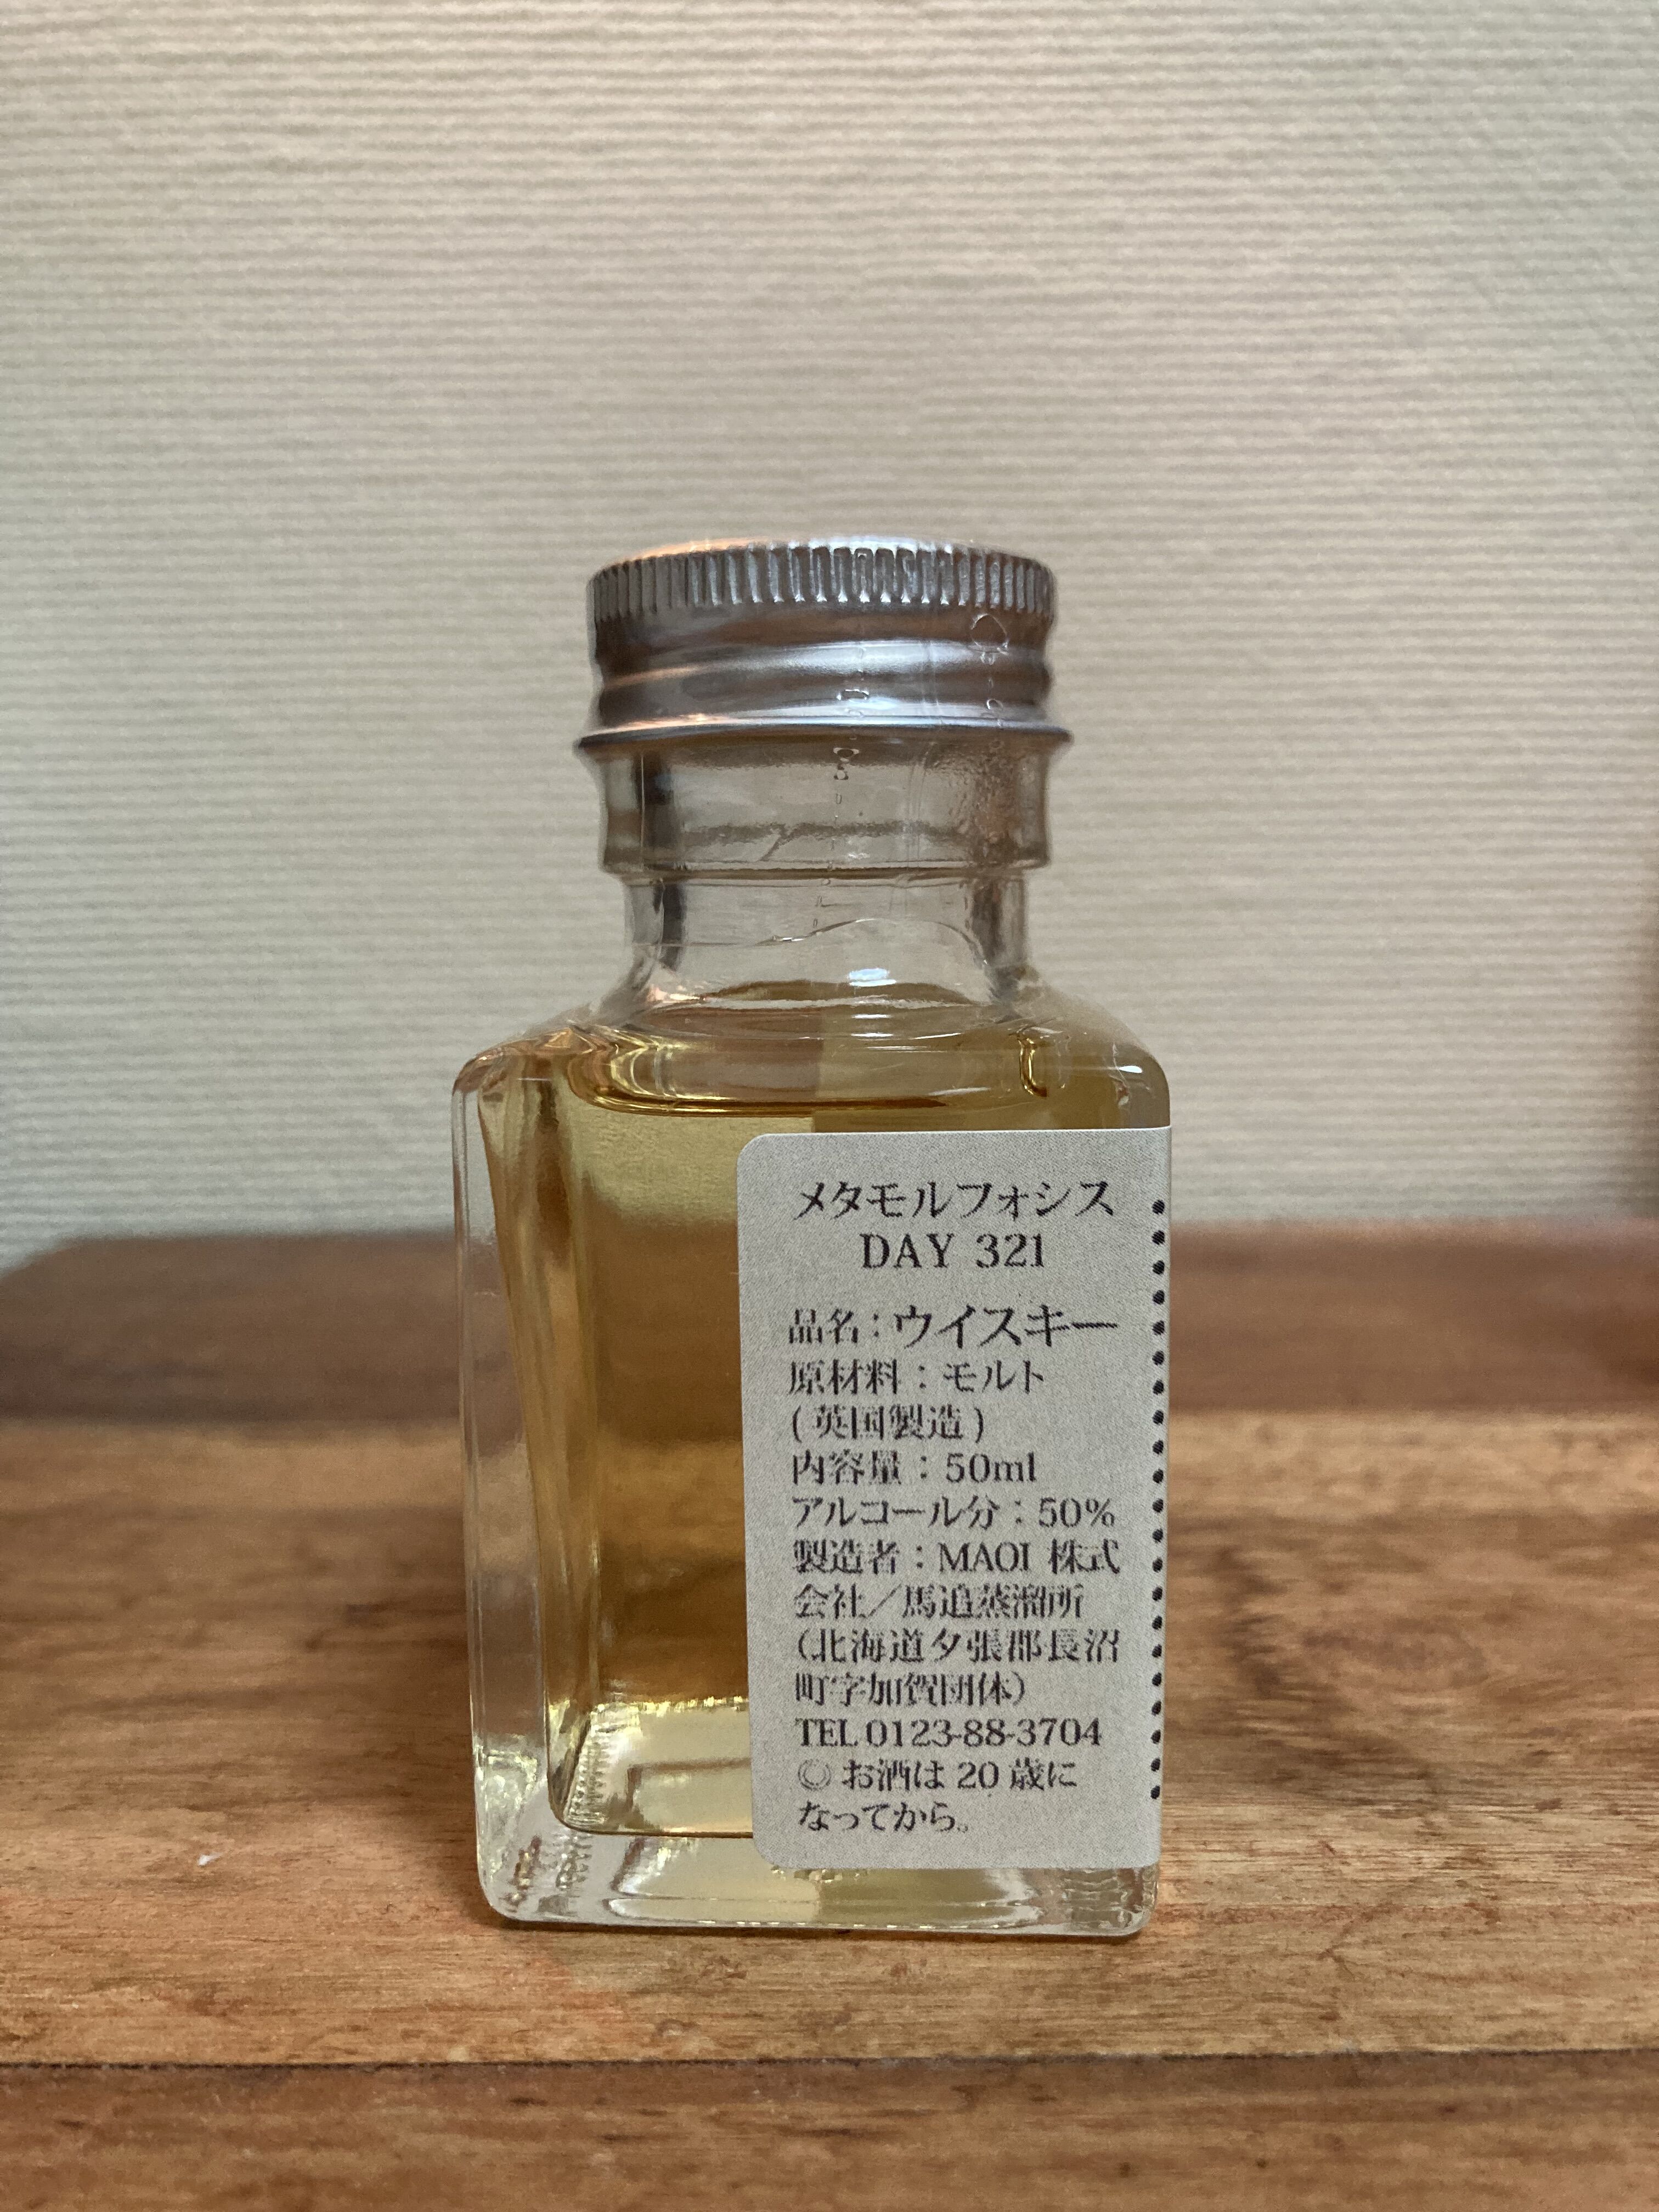 メタモルフォシス
DAY 321
品名：ウイスキー
原材料：モルト
(英国製造)
内容量：50ml
アルコール分：50%
製造者：MAOI 株式
会社／馬追蒸溜所
（北海道夕張郡長沼
町字加賀団体）
TEL 0123-88-3704
◎お酒は 20 歳に
なってから。